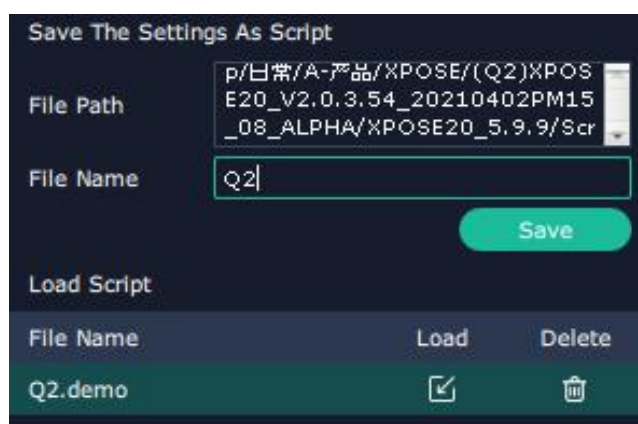 Save The Settings As Script
File Path
p/日常/A-产品/XPOSE/(Q2)XPOS
E20_V2.0.3.54_20210402PM15
_08_ALPHA/XPOSE20_5.9.9/Scr
File Name
Q2
Save
Load Script
File Name Load Delete
Q2.demo